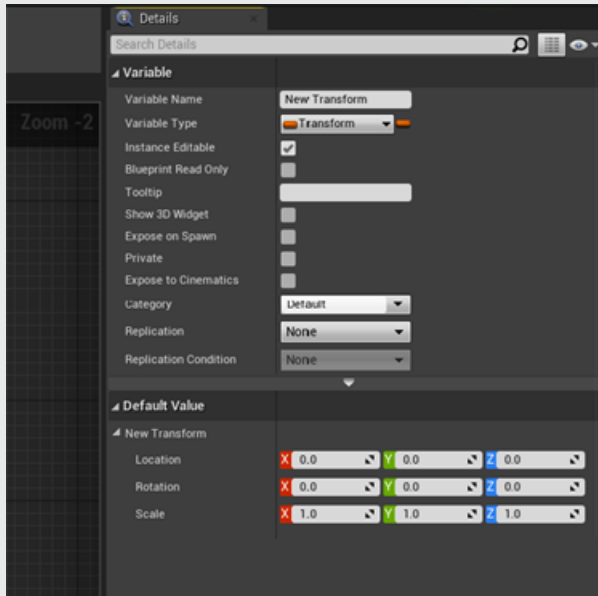 Details
Search Details
Variable
Zoom -2
Variable Name New Transform
Variable Type Transform
Instance Editable
Blueprint Read Only
Tooltip
Show 3D Widget
Expose on Spawn
Private
Expose to Cinematics
Category Default
Replication None
Replication Condition None
Default Value
New Transform
Location X 0.0 Y 0.0 Z 0.0
Rotation X 0.0 Y 0.0 Z 0.0
Scale X 1.0 Y 1.0 Z 1.0